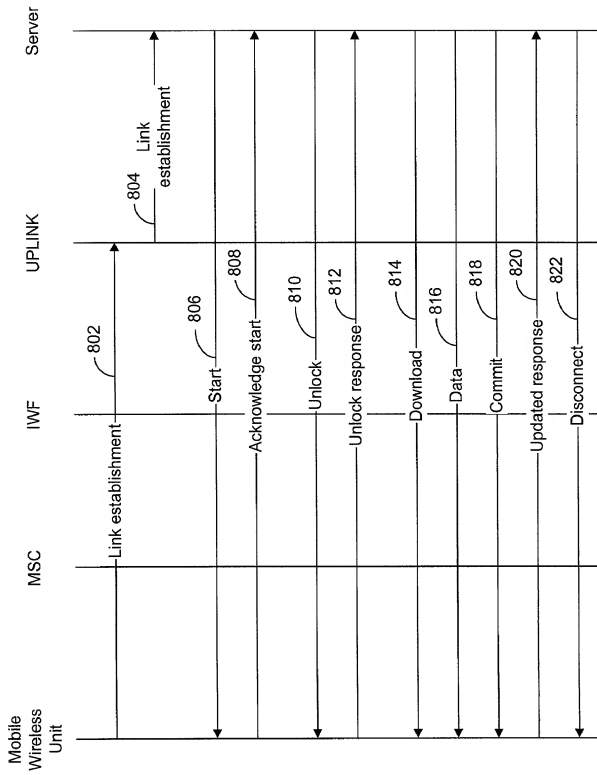 Mobile
Wireless
Unit
MSC
IWF
UPLINK
Server
802
Link establishment
804
Link
establishment
806
Start
808
Acknowledge start
810
Unlock
812
Unlock response
814
Download
816
Data
818
Commit
820
Updated response
822
Disconnect